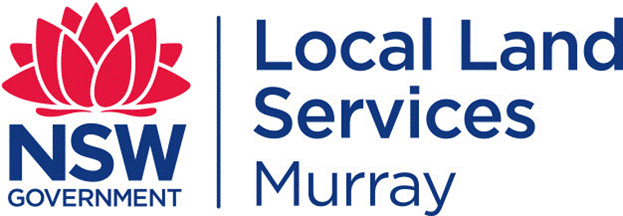 NSW
GOVERNMENT
Local Land
Services
Murray